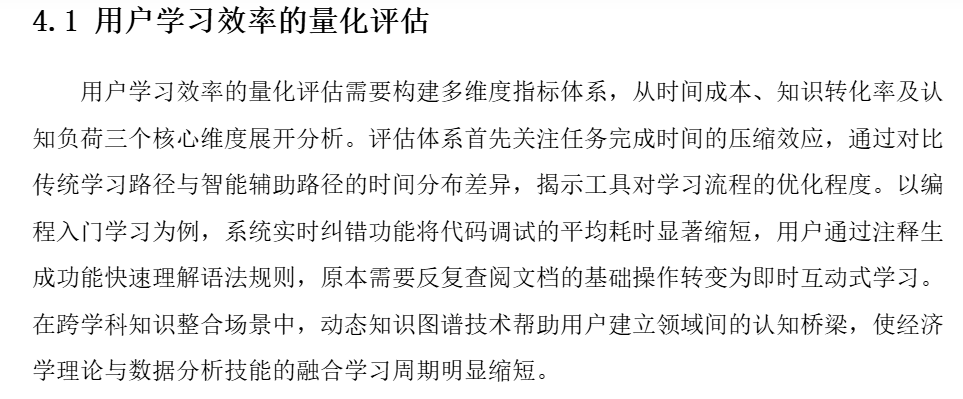 4.1 用户学习效率的量化评估
用户学习效率的量化评估需要构建多维度指标体系，从时间成本、知识转化率及认
知负荷三个核心维度展开分析。评估体系首先关注任务完成时间的压缩效应，通过对比
传统学习路径与智能辅助路径的时间分布差异，揭示工具对学习流程的优化程度。以编
程入门学习为例，系统实时纠错功能将代码调试的平均耗时显著缩短，用户通过注释生
成功能快速理解语法规则，原本需要反复查阅文档的基础操作转变为即时互动式学习。
在跨学科知识整合场景中，动态知识图谱技术帮助用户建立领域间的认知桥梁，使经济
学理论与数据分析技能的融合学习周期明显缩短。